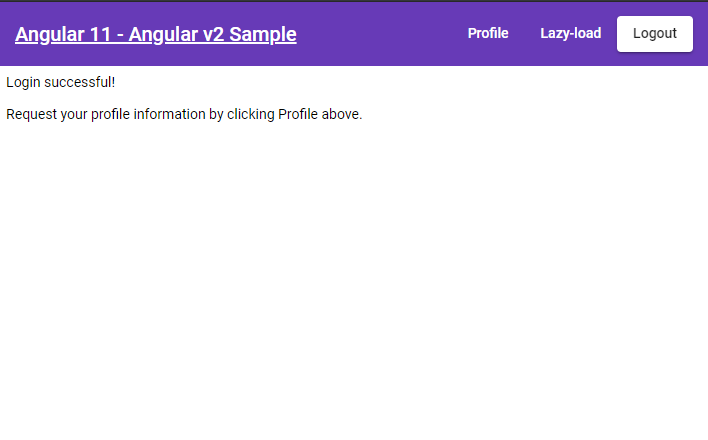 Angular 11 - Angular v2 Sample Profile Lazy-load Logout
Login successful!
Request your profile information by clicking Profile above.